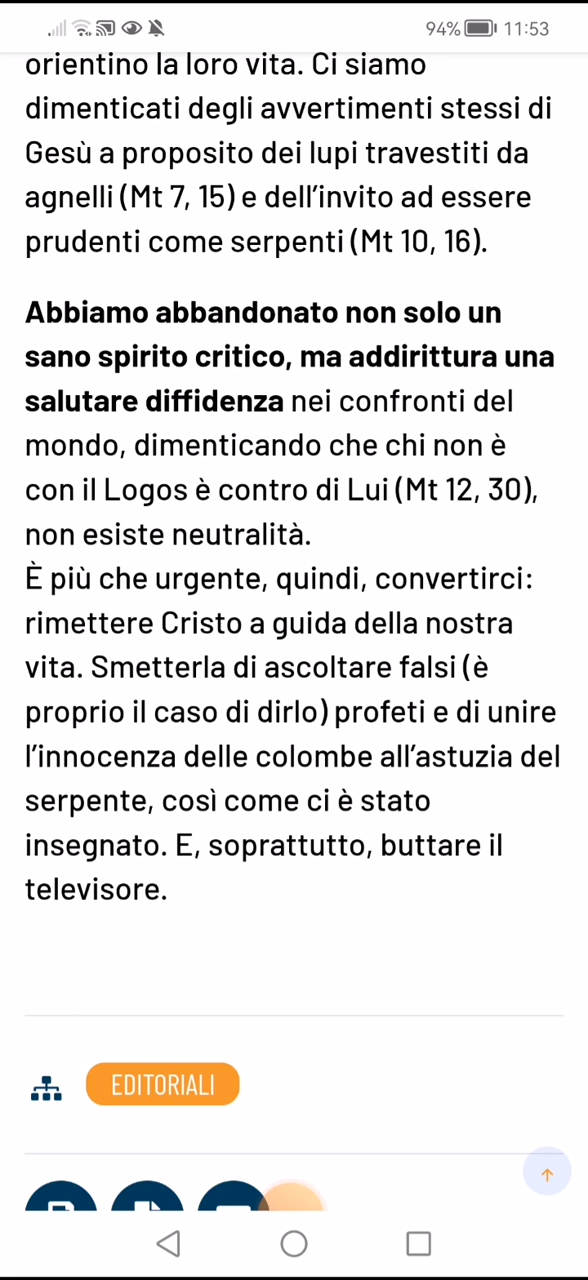 94% 11:53
orientino la loro vita. Ci siamo
dimenticati degli avvertimenti stessi di
Gesù a proposito dei lupi travestiti da
agnelli (Mt 7, 15) e dell’invito ad essere
prudenti come serpenti (Mt 10, 16).
Abbiamo abbandonato non solo un
sano spirito critico, ma addirittura una
salutare diffidenza nei confronti del
mondo, dimenticando che chi non è
con il Logos è contro di Lui (Mt 12, 30),
non esiste neutralità.
È più che urgente, quindi, convertirci:
rimettere Cristo a guida della nostra
vita. Smetterla di ascoltare falsi (è
proprio il caso di dirlo) profeti e di unire
l’innocenza delle colombe all’astuzia del
serpente, così come ci è stato
insegnato. E, soprattutto, buttare il
televisore.
EDITORIALI